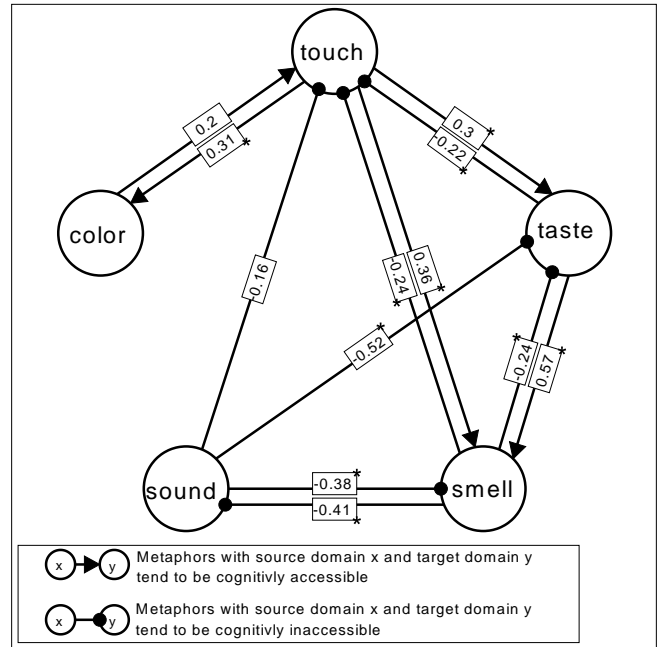 touch
0.2
0.31*
0.3*
-0.22*
color
taste
-0.16
-0.24*
0.36*
-0.52*
-0.24*
0.57*
sound
-0.38*
-0.41*
smell
x y Metaphors with source domain x and target domain y
tend to be cognitivly accessible
x y Metaphors with source domain x and target domain y
tend to be cognitivly inaccessible